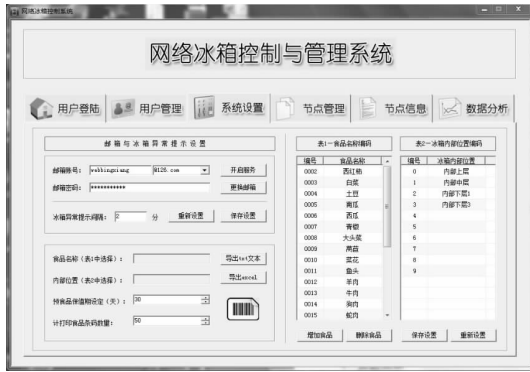 网络冰箱控制系统
网络冰箱控制与管理系统
用户登陆 用户管理 系统设置 节点管理 节点信息 数据分析
邮箱与冰箱异常提示设置
邮箱账号： @126.com 开启服务
邮箱密码： ************ 更换邮箱
冰箱异常提示间隔： 2 分 重新设置 保存设置
食品名称（表1中选择）： 导出txt文本
内部位置（表2中选择）： 导出excel
持食品保值期设定（天）： 30
计打印食品条码数量： 50
表1－食品名称编码
编号 食品名称
0002 西红柿
0003 白菜
0004 土豆
0005 南瓜
0006 西瓜
0007 青椒
0008 大头菜
0009 茼苗
0010 菜花
0011 鱼头
0012 羊肉
0013 牛肉
0014 狗肉
0015 蛇肉
增加食品 删除食品
表2－冰箱内部位置编码
编号 冰箱内部位置
0 内部上层
1 内部中层
2 内部下层1
3 内部下层3
4
5
6
7
8
9
保存设置 重新设置